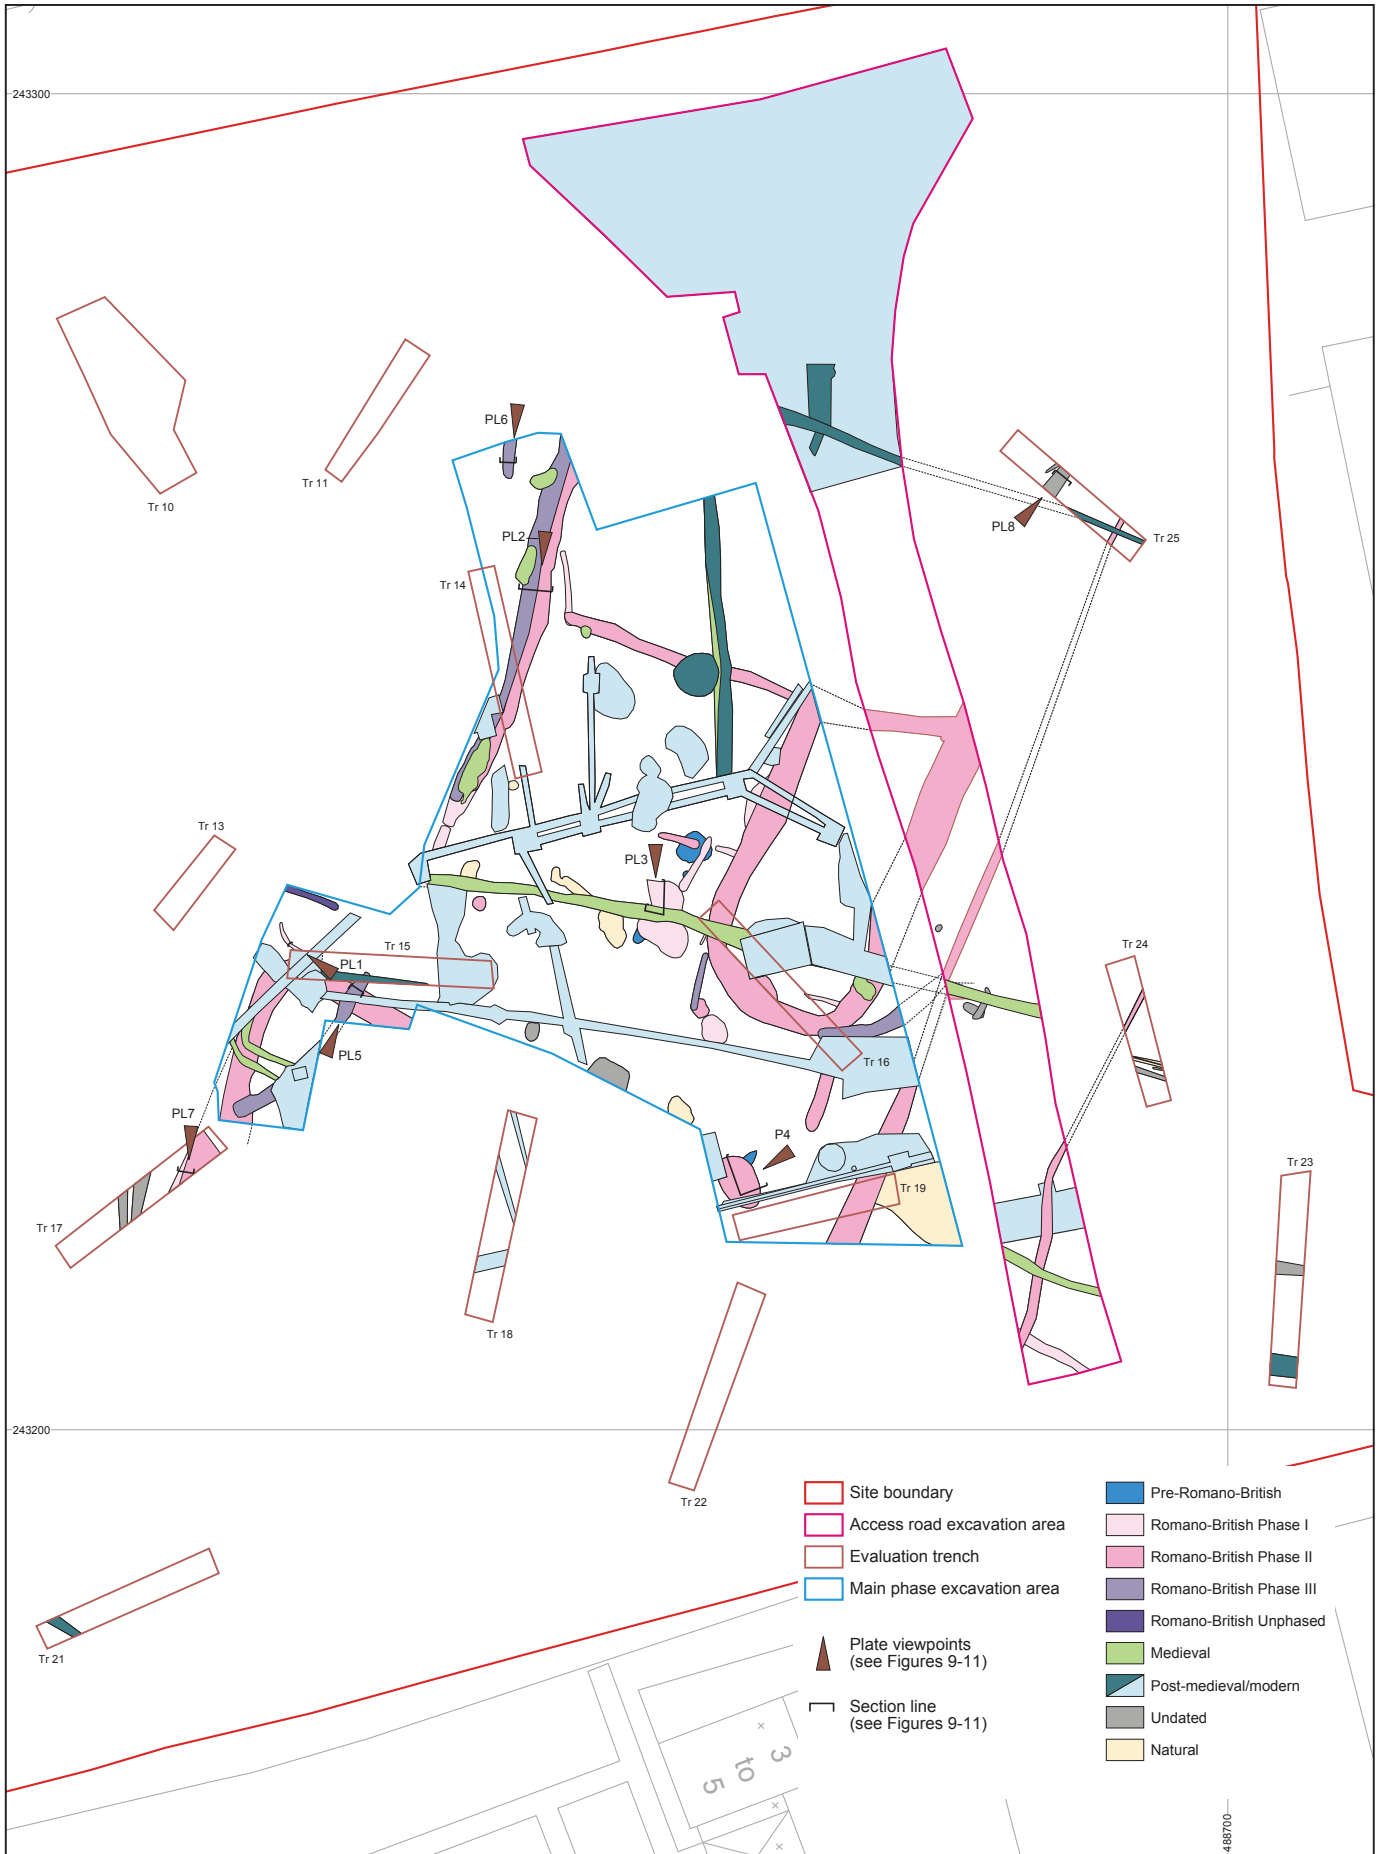 243300
PL6
Tr 10
Tr 11
PL8
Tr 25
PL2
Tr 14
Tr 13
PL3
Tr 15
PL1
Tr 24
PL5
Tr 16
PL7
P4
Tr 23
Tr 19
Tr 17
Tr 18
243200
Tr 22
Site boundary
Access road excavation area
Evaluation trench
Main phase excavation area
Plate viewpoints
(see Figures 9-11)
Section line
(see Figures 9-11)
Pre-Romano-British
Romano-British Phase I
Romano-British Phase II
Romano-British Phase III
Romano-British Unphased
Medieval
Post-medieval/modern
Undated
Natural
Tr 21
3
to
5
488700